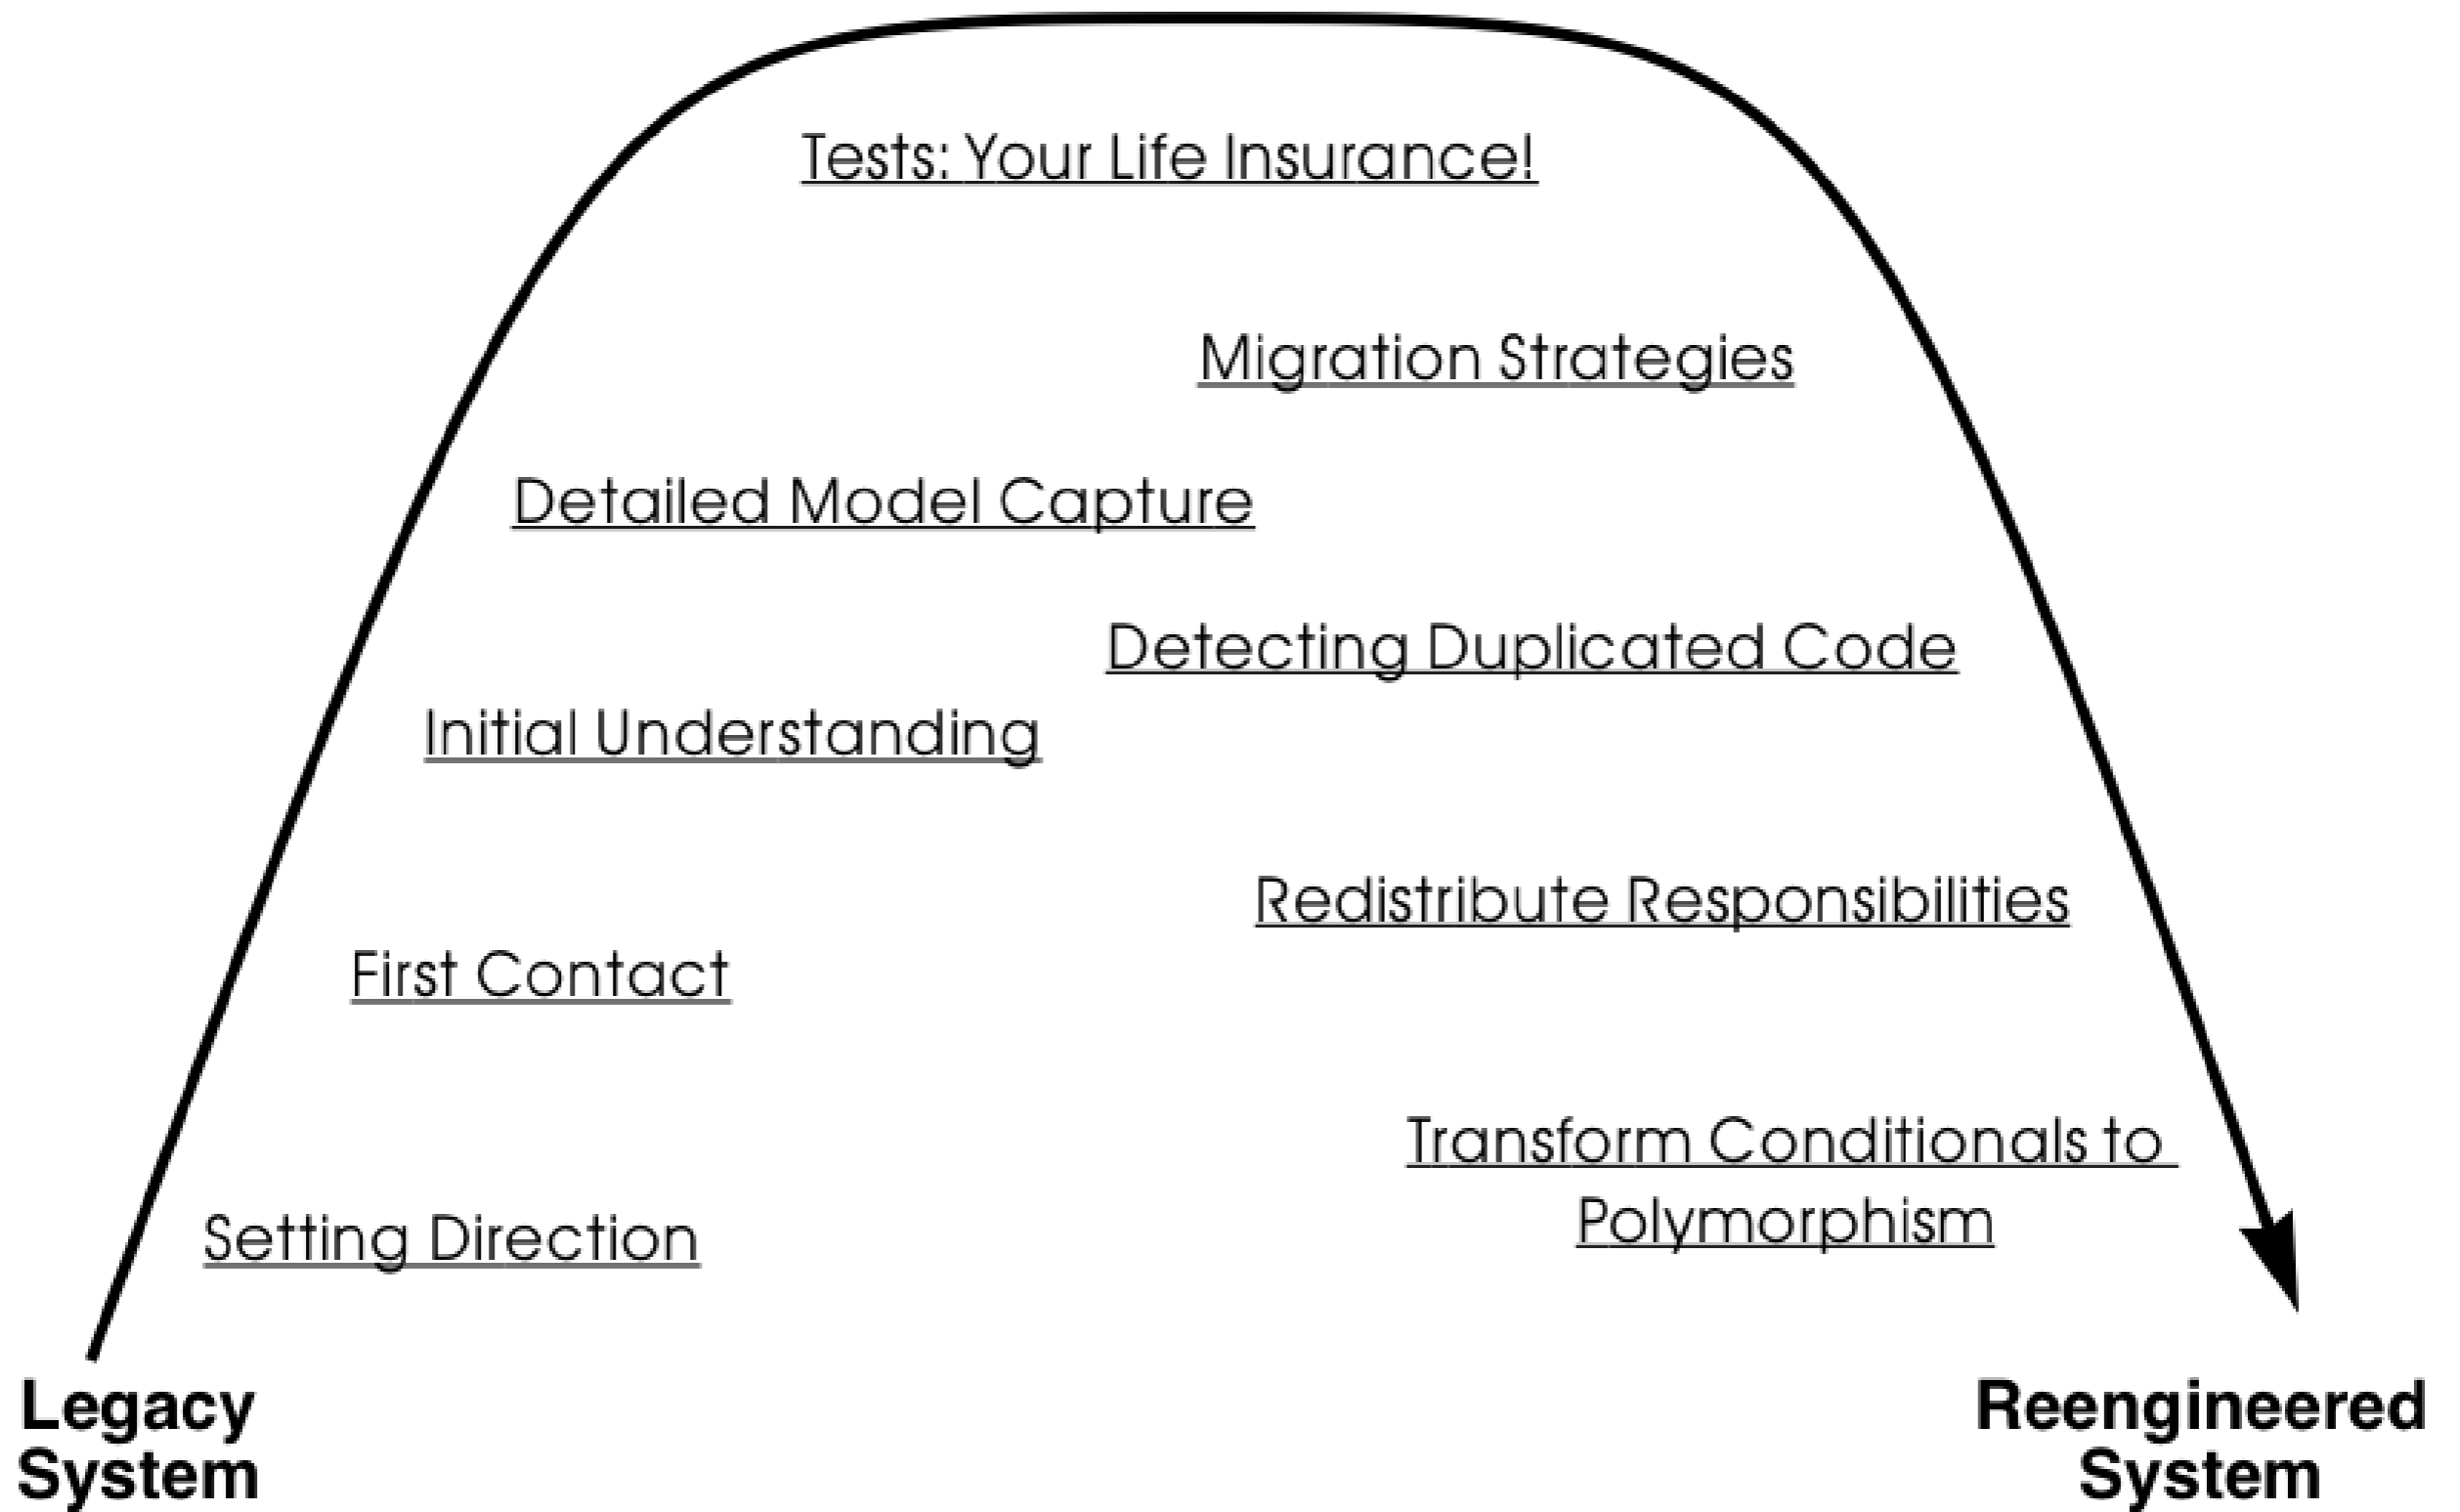 Tests: Your Life Insurance!
Migration Strategies
Detailed Model Capture
Detecting Duplicated Code
Initial Understanding
Redistribute Responsibilities
First Contact
Transform Conditionals to
Polymorphism
Setting Direction
Legacy
System
Reengineered
System